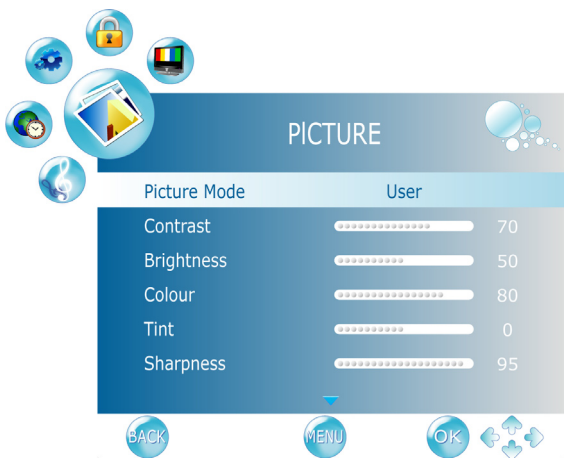 PICTURE
Picture Mode User
Contrast 70
Brightness 50
Colour 80
Tint 0
Sharpness 95
BACK MENU OK